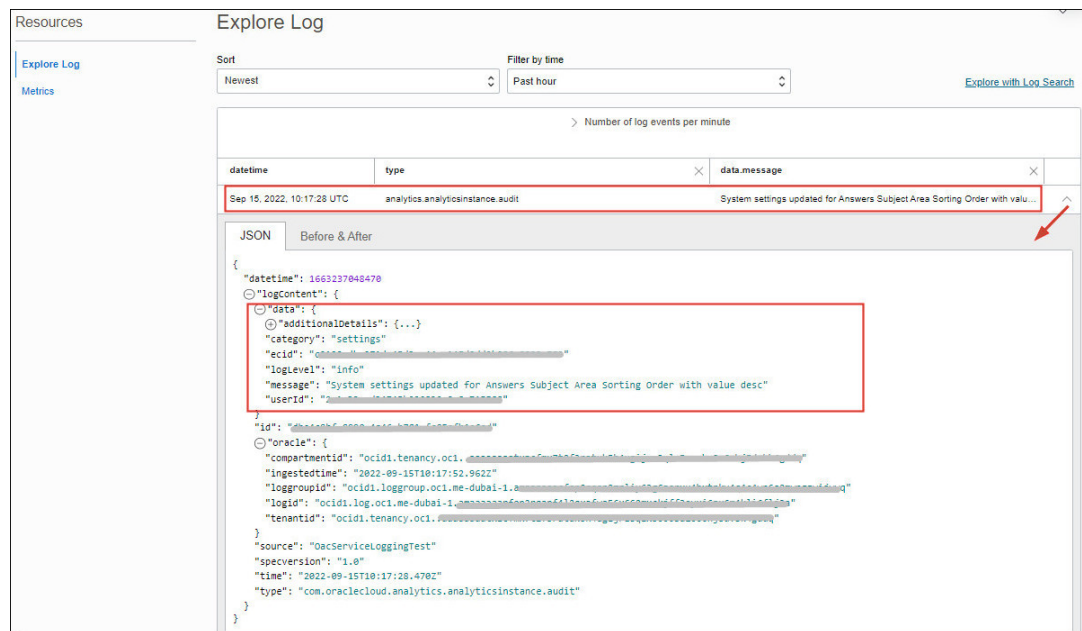 Resources
Explore Log
Metrics
Explore Log
Sort
Newest
Filter by time
Past hour
Explore with Log Search
Number of log events per minute
datetime type data.message
Sep 15, 2022, 10:17:28 UTC analytics.analyticsinstance.audit System settings updated for Answers Subject Area Sorting Order with valu...
JSON Before & After
{
"datetime": 1663237048470
"logContent": {
"data": {
"additionalDetails": {...}
"category": "settings"
"ecid": "
"logLevel": "info"
"message": "System settings updated for Answers Subject Area Sorting Order with value desc"
"userId": "
}
"id": "
"oracle": {
"compartmentid": "ocid1.tenancy.oc1.
"ingestedtime": "2022-09-15T10:17:52.962Z"
"loggroupid": "ocid1.loggroup.oc1.me-dubai-1.
"logid": "ocid1.log.oc1.me-dubai-1.
"tenantid": "ocid1.tenancy.oc1.
}
"source": "OacServiceLoggingTest"
"specversion": "1.0"
"time": "2022-09-15T10:17:28.470Z"
"type": "com.oraclecloud.analytics.analyticsinstance.audit"
}
}